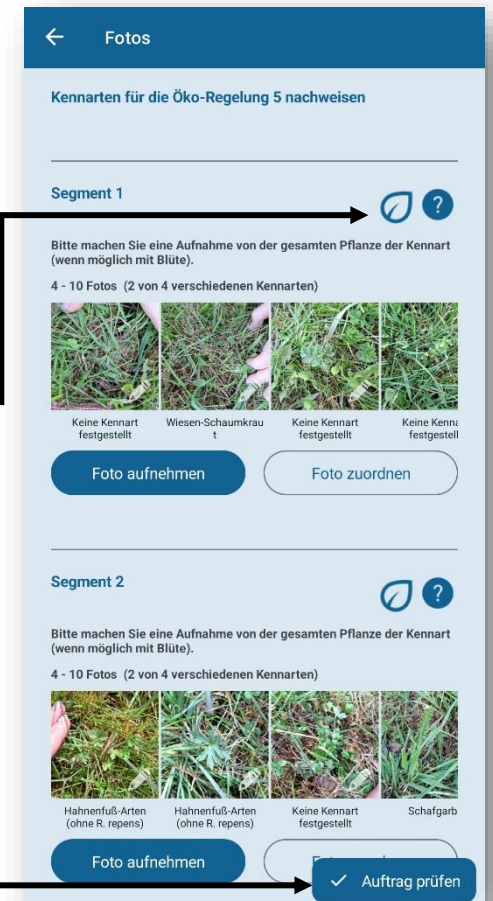 Fotos
Kennarten für die Öko-Regelung 5 nachweisen
Segment 1
?
Bitte machen Sie eine Aufnahme von der gesamten Pflanze der Kennart
(wenn möglich mit Blüte).
4 - 10 Fotos (2 von 4 verschiedenen Kennarten)
Keine Kennart
festgestellt
Wiesen-Schaumkrau
t
Keine Kennart
festgestellt
Keine Kenna
festgestell
Foto aufnehmen
Foto zuordnen
Segment 2
?
Bitte machen Sie eine Aufnahme von der gesamten Pflanze der Kennart
(wenn möglich mit Blüte).
4 - 10 Fotos (2 von 4 verschiedenen Kennarten)
Hahnenfuß-Arten
(ohne R. repens)
Hahnenfuß-Arten
(ohne R. repens)
Keine Kennart
festgestellt
Schafgarb
Foto aufnehmen
Auftrag prüfen